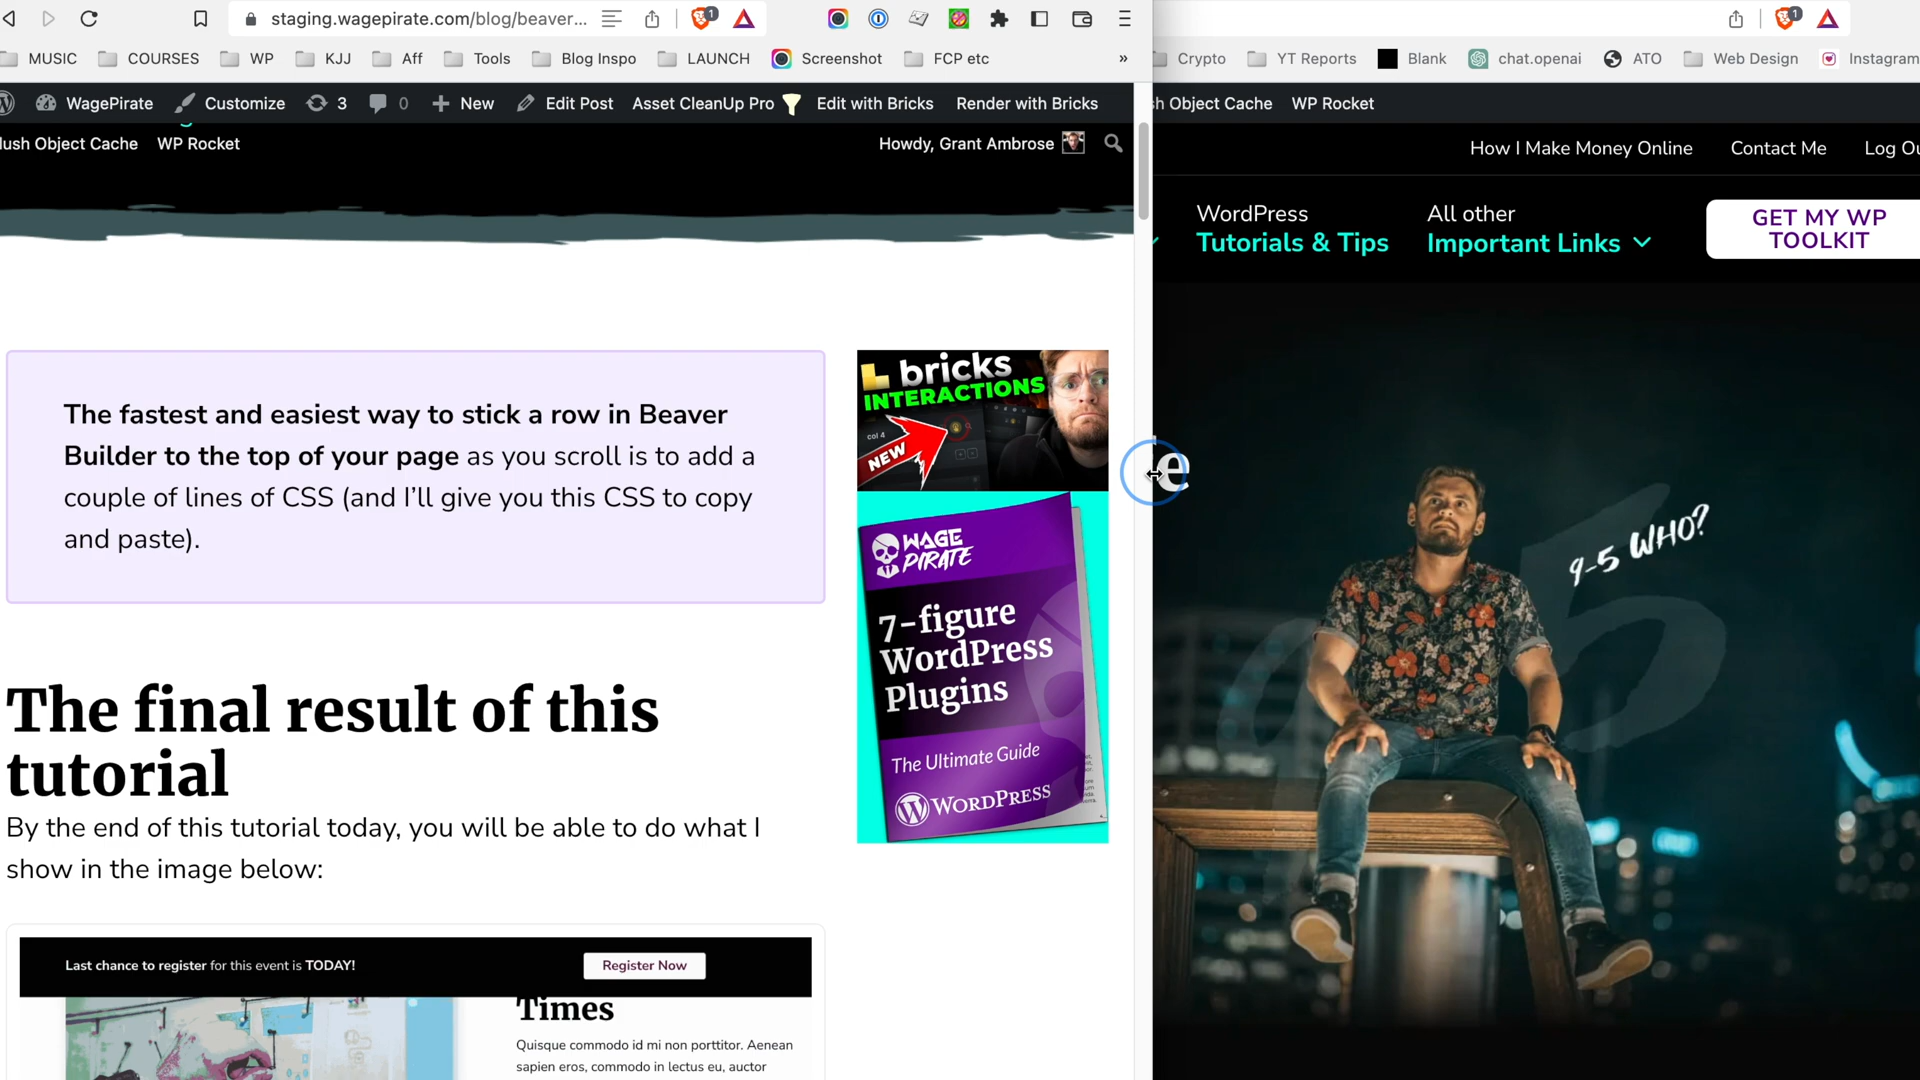 staging.wagepirate.com/blog/beaver...
1
MUSIC
COURSES
WP
KJJ
Aff
Tools
Blog Inspo
LAUNCH
Screenshot
FCP etc
»
WagePirate
Customize
3
0
New
Edit Post
Asset CleanUp Pro
Edit with Bricks
Render with Bricks
lush Object Cache
WP Rocket
Howdy, Grant Ambrose
The fastest and easiest way to stick a row in Beaver
Builder to the top of your page as you scroll is to add a
couple of lines of CSS (and I'll give you this CSS to copy
and paste).
The final result of this
tutorial
By the end of this tutorial today, you will be able to do what I
show in the image below:
Last chance to register for this event is TODAY!
Register Now
Times
Quisque commodo id mi non porttitor. Aenean
sapien eros, commodo in lectus eu, auctor
bricks
INTERACTIONS
col 4
NEW
WAGE
PIRATE
7-figure
WordPress
Plugins
The Ultimate Guide
WORDPRESS
1
Crypto
YT Reports
Blank
chat.openai
ATO
Web Design
Instagram
sh Object Cache
WP Rocket
How I Make Money Online
Contact Me
Log Ou
WordPress
Tutorials & Tips
All other
Important Links
GET MY WP
TOOLKIT
e
9-5 WHO?